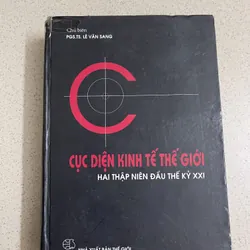 Chủ biên
PGS.TS. LÊ VĂN SANG
CỤC DIỆN KINH TẾ THẾ GIỚI
HAI THẬP NIÊN ĐẦU THẾ KỶ XXI
NHÀ XUẤT BẢN THẾ GIỚI